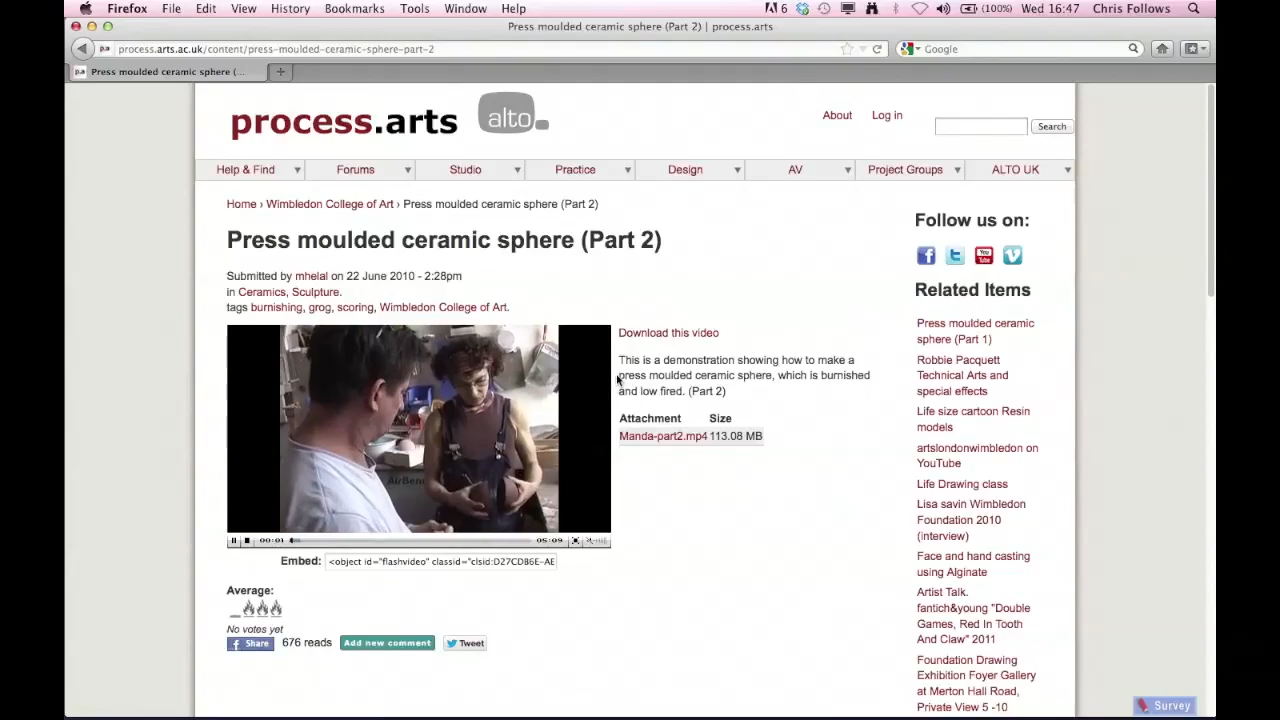 Firefox File Edit View History Bookmarks Tools Window Help 6 (100%) Wed 16:47 Chris Follows
Press moulded ceramic sphere (Part 2) | process.arts
process.arts.ac.uk/content/press-moulded-ceramic-sphere-part-2
Google
Press moulded ceramic sphere (...
process.arts alto
About Log in Search
Help & Find Forums Studio Practice Design AV Project Groups ALTO UK
Home › Wimbledon College of Art › Press moulded ceramic sphere (Part 2)
Press moulded ceramic sphere (Part 2)
Submitted by mhelal on 22 June 2010 - 2:28pm
in Ceramics, Sculpture.
tags burnishing, grog, scoring, Wimbledon College of Art.
AirBen
00:01 05:09
Embed: <object id="flashvideo" classid="clsid:D27CDB6E-AE
Average:
No votes yet
Share 676 reads Add new comment Tweet
Download this video
This is a demonstration showing how to make a
press moulded ceramic sphere, which is burnished
and low fired. (Part 2)
Attachment Size
Manda-part2.mp4 113.08 MB
Follow us on:
You Tube
Related Items
Press moulded ceramic
sphere (Part 1)
Robbie Pacquett
Technical Arts and
special effects
Life size cartoon Resin
models
artslondonwimbledon on
YouTube
Life Drawing class
Lisa savin Wimbledon
Foundation 2010
(interview)
Face and hand casting
using Alginate
Artist Talk.
fantich&young "Double
Games, Red In Tooth
And Claw" 2011
Foundation Drawing
Exhibition Foyer Gallery
at Merton Hall Road,
Private View 5 -10
Survey